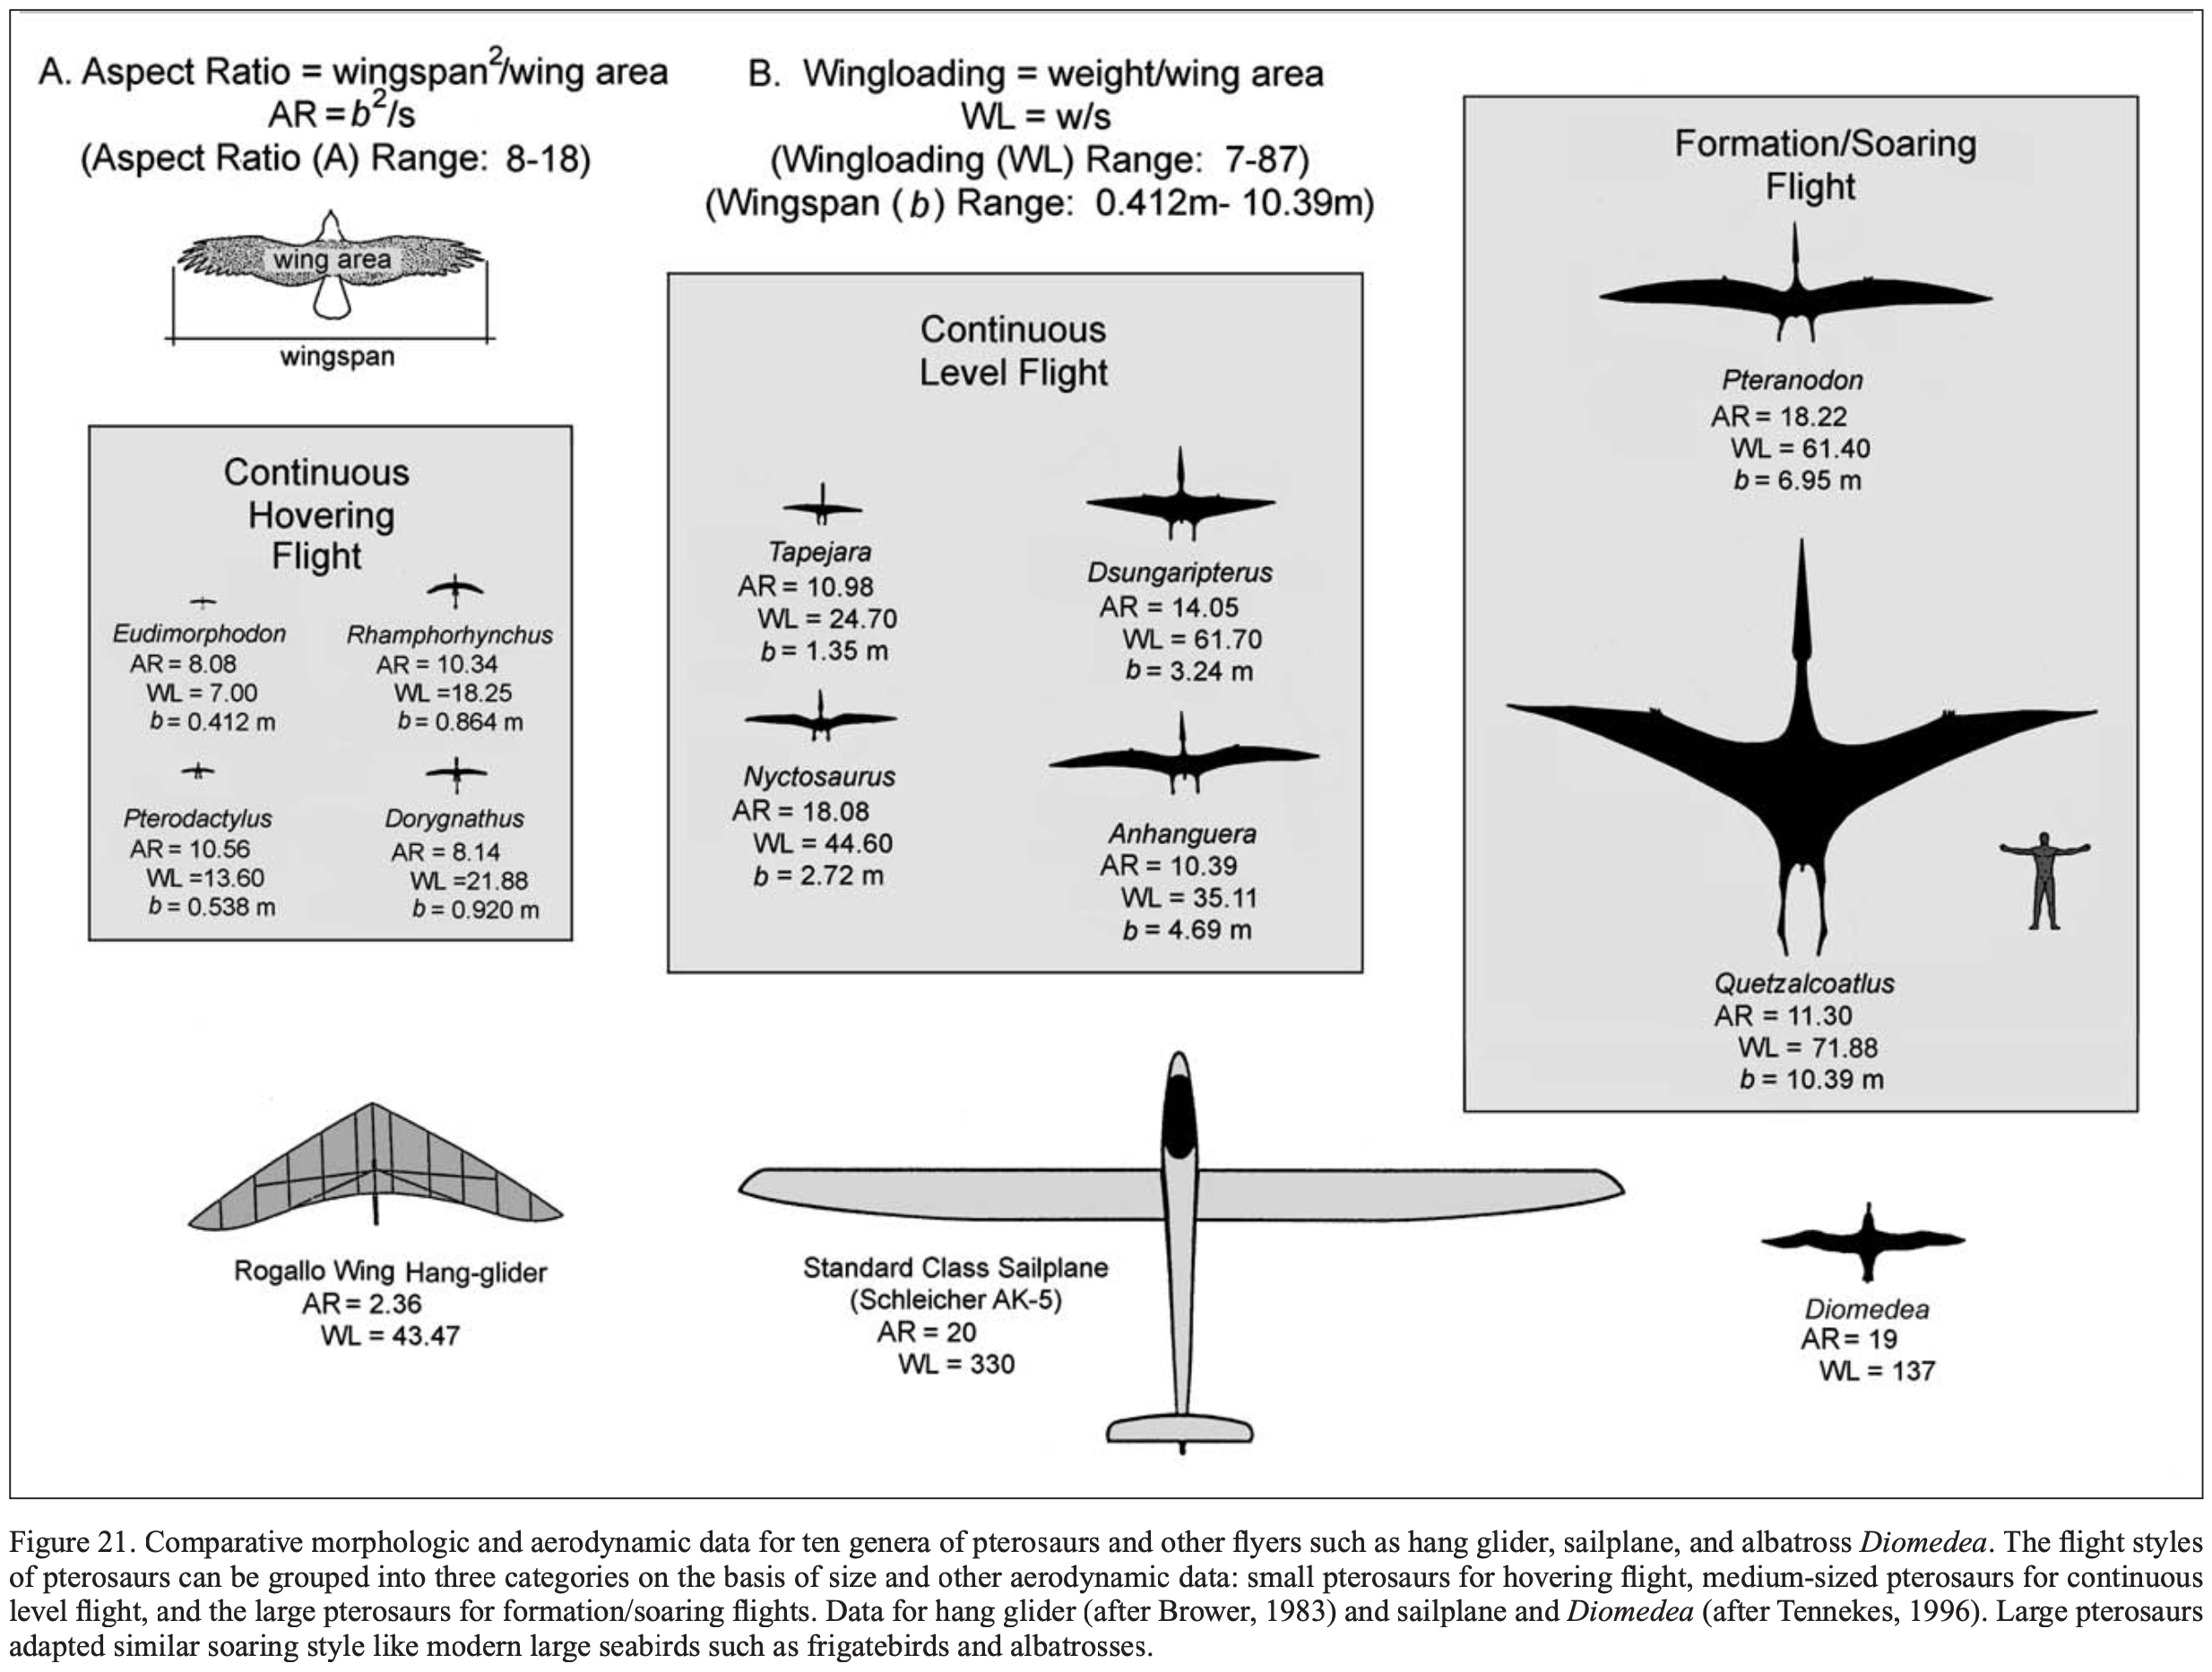 A. Aspect Ratio = wingspan²/wing area
AR = b²/s
(Aspect Ratio (A) Range: 8-18)
wing area
wingspan
B. Wingloading = weight/wing area
WL = w/s
(Wingloading (WL) Range: 7-87)
(Wingspan (b) Range: 0.412m- 10.39m)
Continuous
Hovering
Flight
Eudimorphodon
AR = 8.08
WL = 7.00
b = 0.412 m
Rhamphorhynchus
AR = 10.34
WL =18.25
b = 0.864 m
Pterodactylus
AR = 10.56
WL =13.60
b = 0.538 m
Dorygnathus
AR = 8.14
WL =21.88
b = 0.920 m
Continuous
Level Flight
Tapejara
AR = 10.98
WL = 24.70
b = 1.35 m
Dsungaripterus
AR = 14.05
WL = 61.70
b = 3.24 m
Nyctosaurus
AR = 18.08
WL = 44.60
b = 2.72 m
Anhanguera
AR = 10.39
WL = 35.11
b = 4.69 m
Formation/Soaring
Flight
Pteranodon
AR = 18.22
WL = 61.40
b = 6.95 m
Quetzalcoatlus
AR = 11.30
WL = 71.88
b = 10.39 m
Rogallo Wing Hang-glider
AR = 2.36
WL = 43.47
Standard Class Sailplane
(Schleicher AK-5)
AR = 20
WL = 330
Diomedea
AR = 19
WL = 137
Figure 21. Comparative morphologic and aerodynamic data for ten genera of pterosaurs and other flyers such as hang glider, sailplane, and albatross Diomedea. The flight styles
of pterosaurs can be grouped into three categories on the basis of size and other aerodynamic data: small pterosaurs for hovering flight, medium-sized pterosaurs for continuous
level flight, and the large pterosaurs for formation/soaring flights. Data for hang glider (after Brower, 1983) and sailplane and Diomedea (after Tennekes, 1996). Large pterosaurs
adapted similar soaring style like modern large seabirds such as frigatebirds and albatrosses.